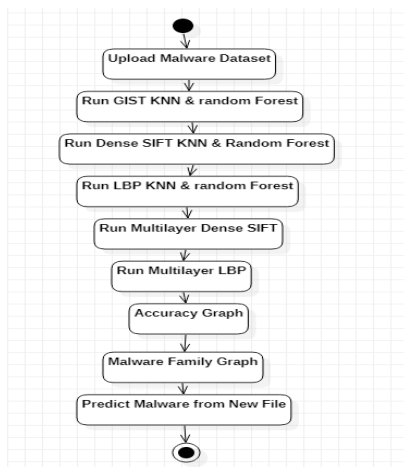 Upload Malware Dataset
Run GIST KNN & random Forest
Run Dense SIFT KNN & Random Forest
Run LBP KNN & random Forest
Run Multilayer Dense SIFT
Run Multilayer LBP
Accuracy Graph
Malware Family Graph
Predict Malware from New File